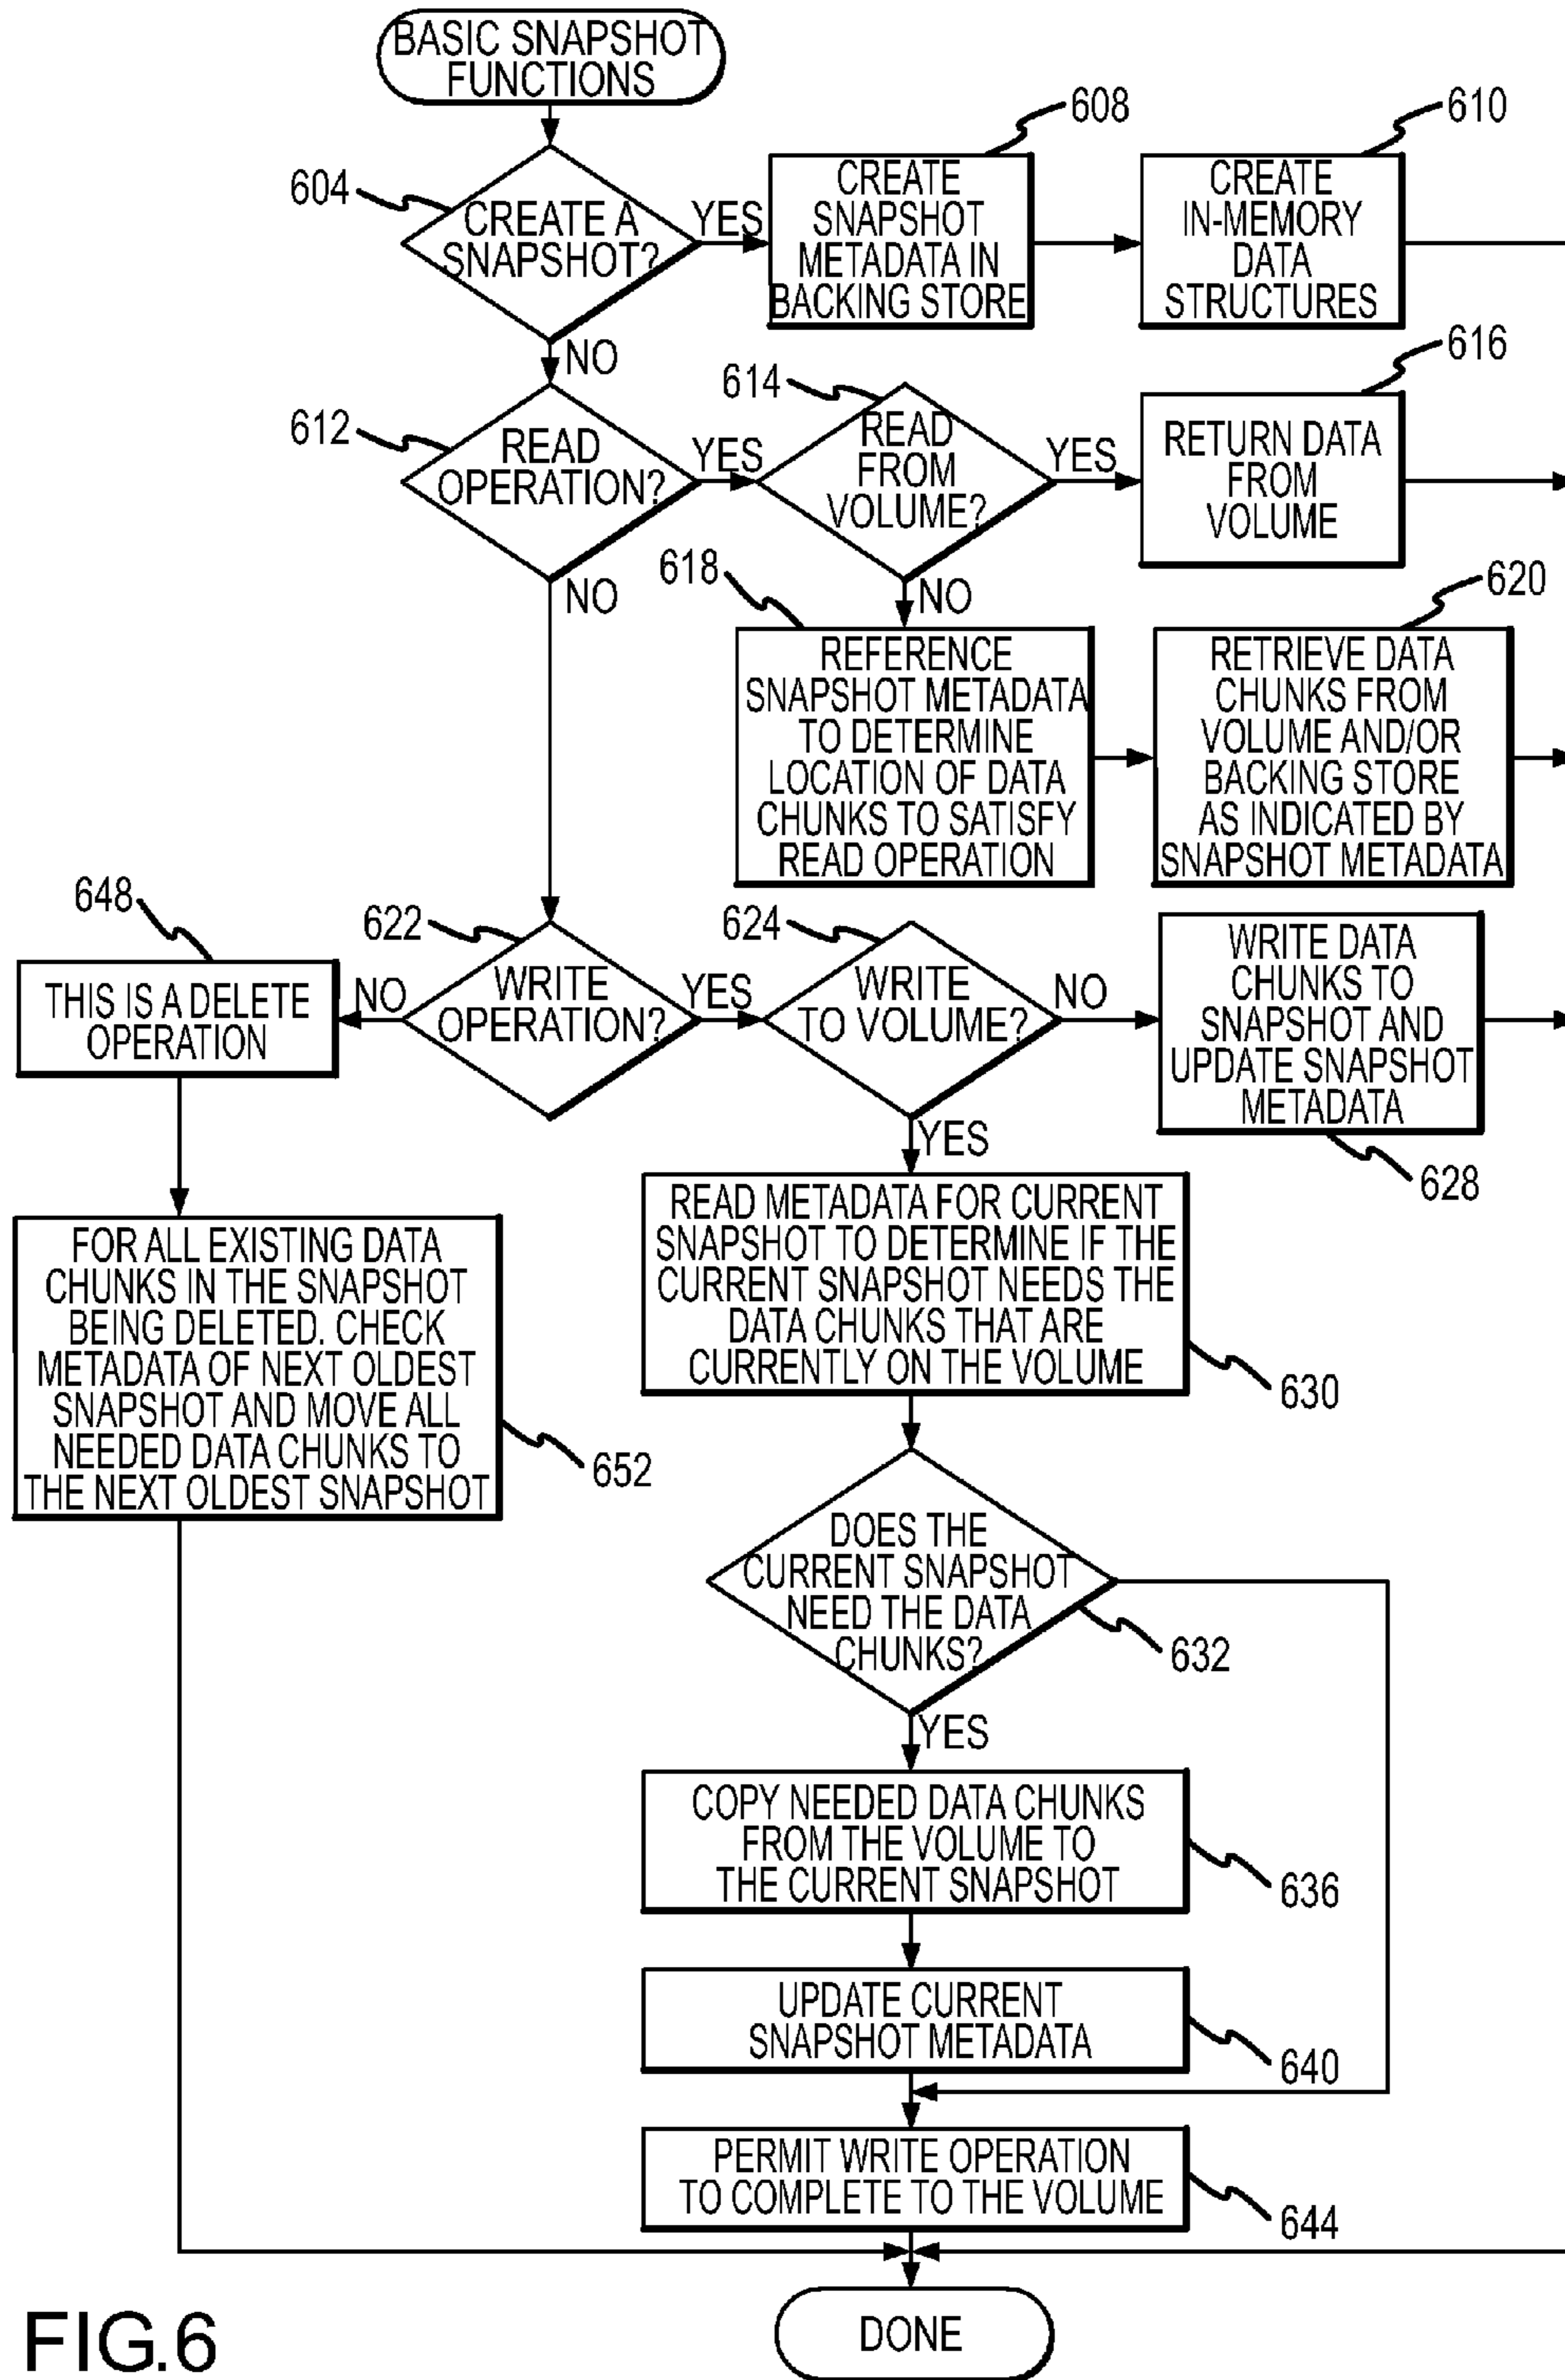 BASIC SNAPSHOT
FUNCTIONS
608
610
604
CREATE A
SNAPSHOT?
YES
CREATE
SNAPSHOT
METADATA IN
BACKING STORE
CREATE
IN-MEMORY
DATA
STRUCTURES
NO
612
READ
OPERATION?
YES
614
READ
FROM
VOLUME?
YES
616
RETURN DATA
FROM
VOLUME
NO
NO
618
REFERENCE
SNAPSHOT METADATA
TO DETERMINE
LOCATION OF DATA
CHUNKS TO SATISFY
READ OPERATION
620
RETRIEVE DATA
CHUNKS FROM
VOLUME AND/OR
BACKING STORE
AS INDICATED BY
SNAPSHOT METADATA
648
THIS IS A DELETE
OPERATION
NO
622
WRITE
OPERATION?
YES
624
WRITE
TO VOLUME?
NO
WRITE DATA
CHUNKS TO
SNAPSHOT AND
UPDATE SNAPSHOT
METADATA
628
YES
READ METADATA FOR CURRENT
SNAPSHOT TO DETERMINE IF THE
CURRENT SNAPSHOT NEEDS THE
DATA CHUNKS THAT ARE
CURRENTLY ON THE VOLUME
630
FOR ALL EXISTING DATA
CHUNKS IN THE SNAPSHOT
BEING DELETED. CHECK
METADATA OF NEXT OLDEST
SNAPSHOT AND MOVE ALL
NEEDED DATA CHUNKS TO
THE NEXT OLDEST SNAPSHOT
652
DOES THE
CURRENT SNAPSHOT
NEED THE DATA
CHUNKS?
632
YES
COPY NEEDED DATA CHUNKS
FROM THE VOLUME TO
THE CURRENT SNAPSHOT
636
UPDATE CURRENT
SNAPSHOT METADATA
640
PERMIT WRITE OPERATION
TO COMPLETE TO THE VOLUME
644
DONE
FIG.6